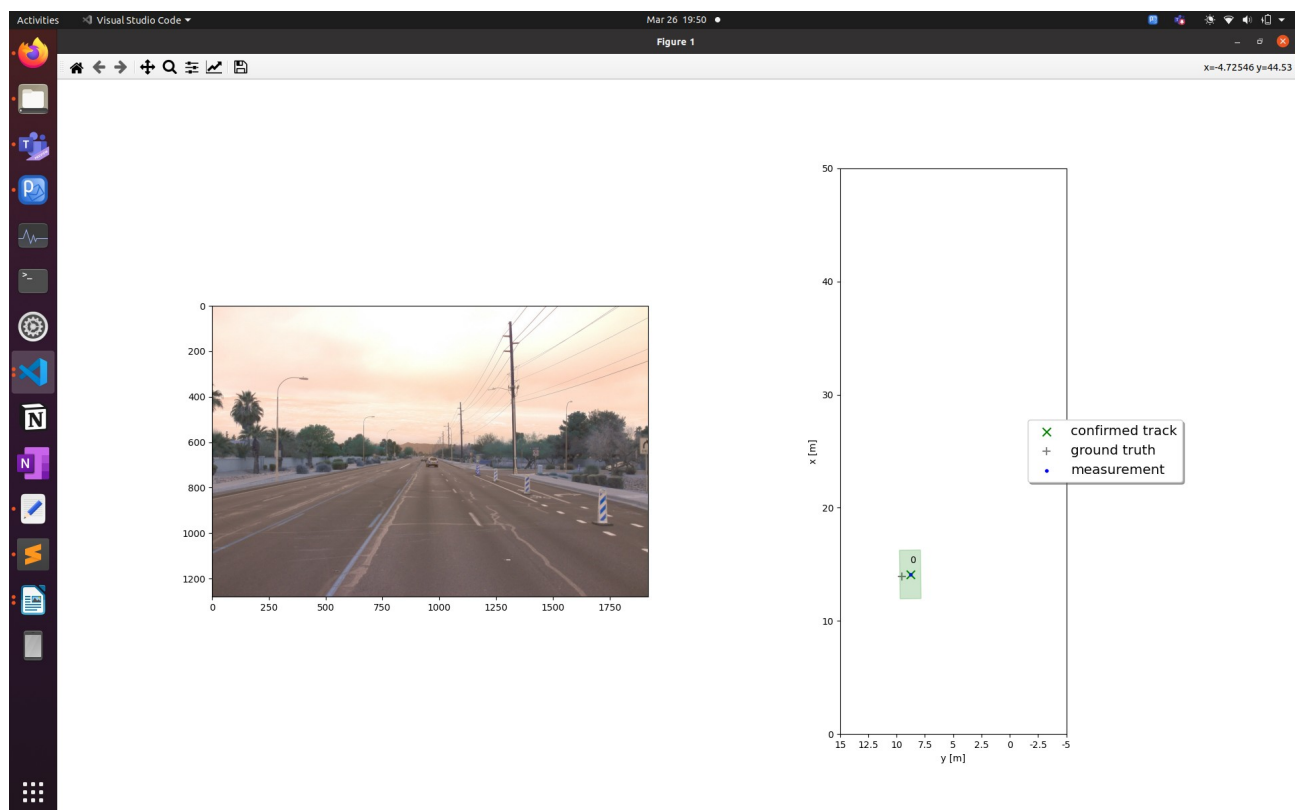 Activities Visual Studio Code Mar 26 19:50
Figure 1
x=-4.72546 y=44.53
0
200
400
600
800
1000
1200
0 250 500 750 1000 1250 1500 1750
50
40
30
20
10
0
x [m]
0
15 12.5 10 7.5 5 2.5 0 -2.5 -5
y [m]
confirmed track
ground truth
measurement